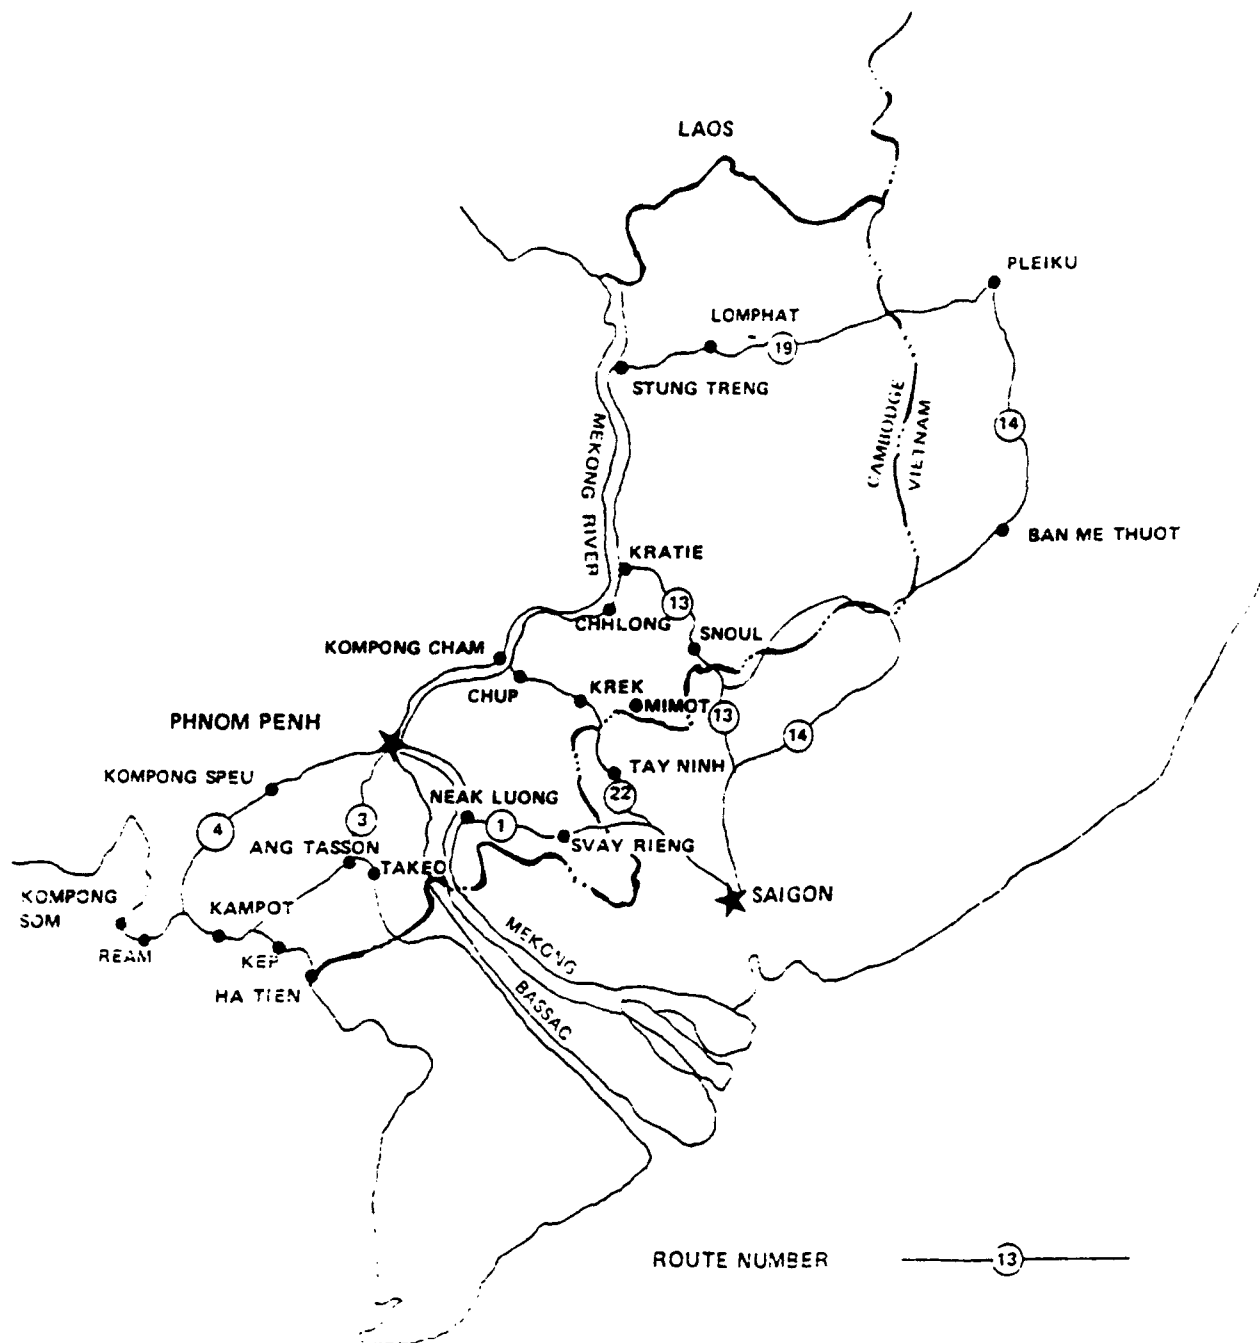 LAOS
PLEIKU
LOMPHAT
19
STUNG TRENG
MEKONG RIVER
CAMBODGE
VIETNAM
14
BAN ME THUOT
KRATIE
13
CHHLONG
SNOUL
KOMPONG CHAM
CHUP
KREK
MIMOT
PHNOM PENH
13
14
KOMPONG SPEU
TAY NINH
22
NEAK LUONG
4
3
1
ANG TASSON
SVAY RIENG
TAKEO
KOMPONG
SOM
KAMPOT
SAIGON
REAM
KEP
HA TIEN
MEKONG
BASSAC
ROUTE NUMBER
13